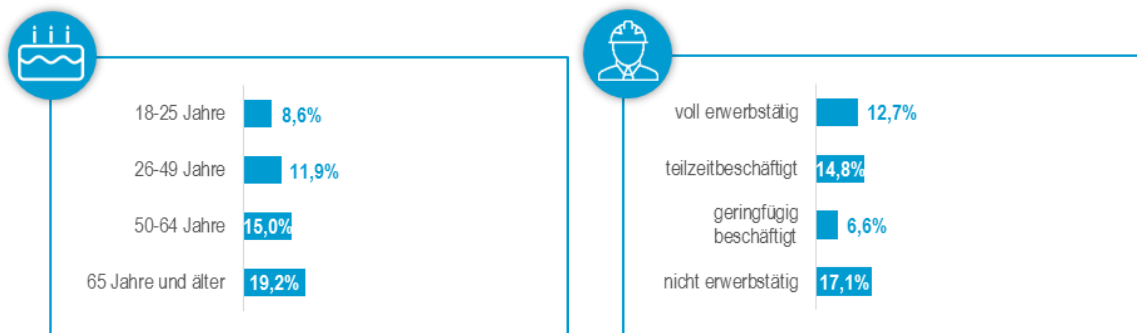 18-25 Jahre 8,6%
26-49 Jahre 11,9%
50-64 Jahre 15,0%
65 Jahre und älter 19,2%
voll erwerbstätig 12,7%
teilzeitbeschäftigt 14,8%
geringfügig
beschäftigt 6,6%
nicht erwerbstätig 17,1%